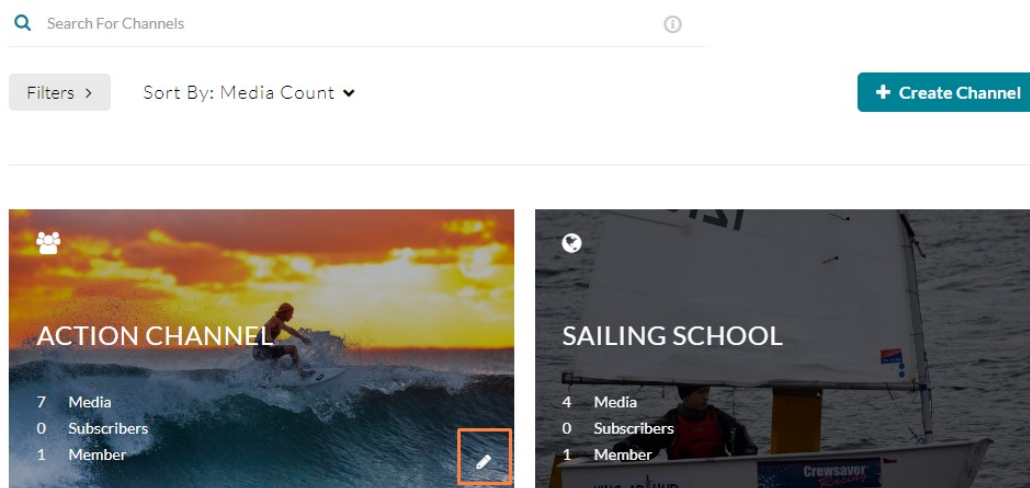 Search For Channels
Filters
Sort By: Media Count
+ Create Channel
ACTION CHANNEL
7 Media
0 Subscribers
1 Member
SAILING SCHOOL
4 Media
0 Subscribers
1 Member
Crewsaver
Racing